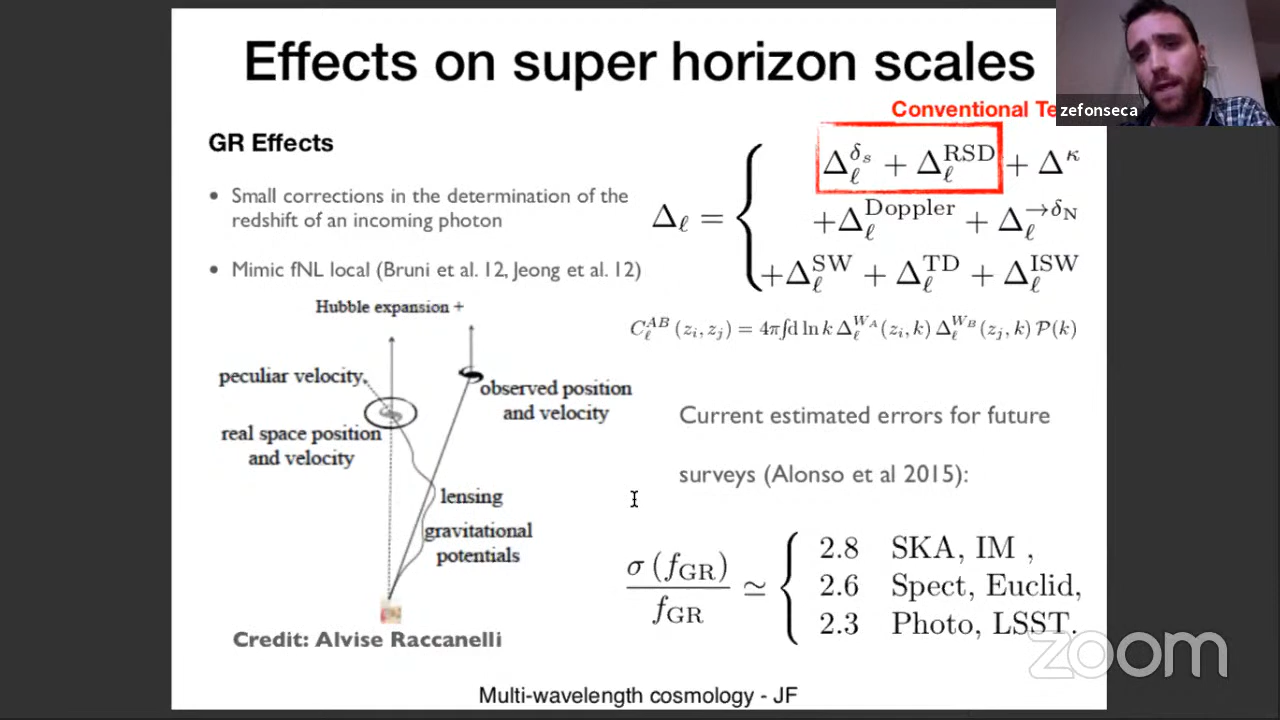 Effects on super horizon scales
zefonseca
Conventional Te
GR Effects
• Small corrections in the determination of the
redshift of an incoming photon
• Mimic fNL local (Bruni et al. 12, Jeong et al. 12)
Δ_ℓ = { Δ_ℓ^{δ_s} + Δ_ℓ^{RSD} + Δ^κ
+Δ_ℓ^{Doppler} + Δ_ℓ^{→δ_N}
+Δ_ℓ^{SW} + Δ_ℓ^{TD} + Δ_ℓ^{ISW}
C_ℓ^{AB} (z_i, z_j) = 4π∫d ln k Δ_ℓ^{W_A}(z_i, k) Δ_ℓ^{W_B}(z_j, k) P(k)
Hubble expansion +
peculiar velocity
observed position
and velocity
real space position
and velocity
lensing
gravitational
potentials
Credit: Alvise Raccanelli
Current estimated errors for future
surveys (Alonso et al 2015):
σ (f_GR) / f_GR ≃ { 2.8 SKA, IM ,
2.6 Spect, Euclid,
2.3 Photo, LSST.
zoom
Multi-wavelength cosmology - JF